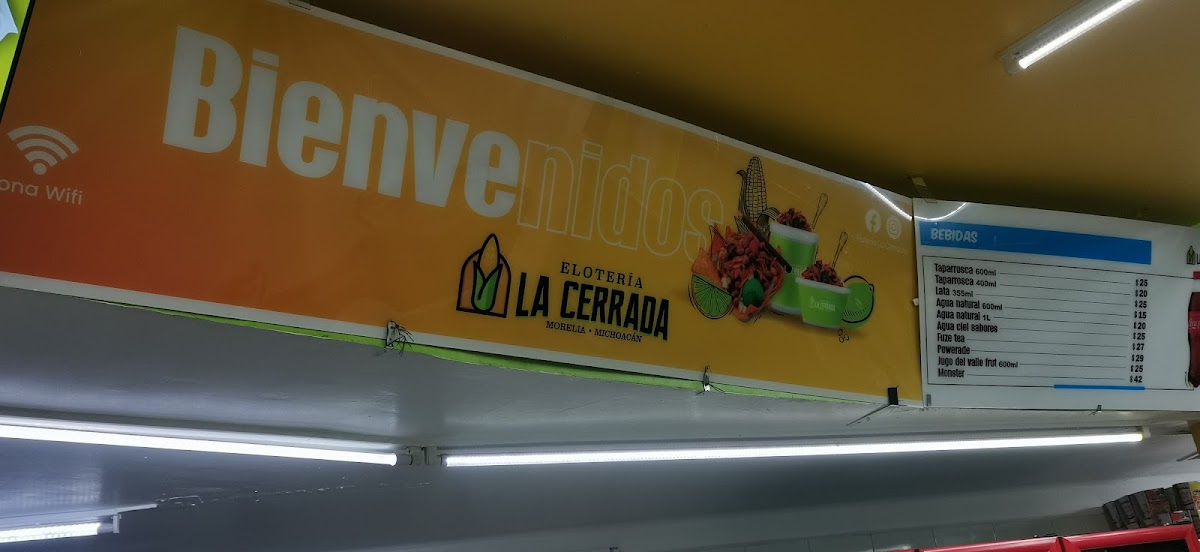 Bienvenidos
ona Wifi
ELOTERÍA
LA CERRADA
MORELIA • MICHOACÁN
BEBIDAS
Taparrosca 600ml $25
Taparrosca 400ml $20
Lata 355ml $25
Agua natural 600ml $15
Agua natural 1L $20
Agua ciel sabores $25
Fuze tea $27
Powerade $29
Jugo del valle frut 600ml $25
Monster $42